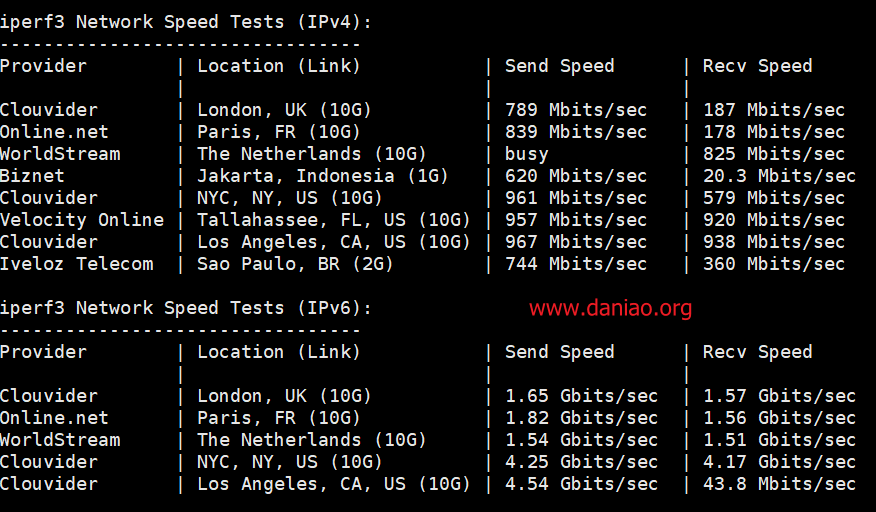 iperf3 Network Speed Tests (IPv4):
---------------------------------
Provider | Location (Link) | Send Speed | Recv Speed
| | |
Clouvider | London, UK (10G) | 789 Mbits/sec | 187 Mbits/sec
Online.net | Paris, FR (10G) | 839 Mbits/sec | 178 Mbits/sec
WorldStream | The Netherlands (10G) | busy | 825 Mbits/sec
Biznet | Jakarta, Indonesia (1G) | 620 Mbits/sec | 20.3 Mbits/sec
Clouvider | NYC, NY, US (10G) | 961 Mbits/sec | 579 Mbits/sec
Velocity Online | Tallahassee, FL, US (10G) | 957 Mbits/sec | 920 Mbits/sec
Clouvider | Los Angeles, CA, US (10G) | 967 Mbits/sec | 938 Mbits/sec
Iveloz Telecom | Sao Paulo, BR (2G) | 744 Mbits/sec | 360 Mbits/sec
iperf3 Network Speed Tests (IPv6):
www.daniao.org
---------------------------------
Provider | Location (Link) | Send Speed | Recv Speed
| | |
Clouvider | London, UK (10G) | 1.65 Gbits/sec | 1.57 Gbits/sec
Online.net | Paris, FR (10G) | 1.82 Gbits/sec | 1.56 Gbits/sec
WorldStream | The Netherlands (10G) | 1.54 Gbits/sec | 1.51 Gbits/sec
Clouvider | NYC, NY, US (10G) | 4.25 Gbits/sec | 4.17 Gbits/sec
Clouvider | Los Angeles, CA, US (10G) | 4.54 Gbits/sec | 43.8 Mbits/sec